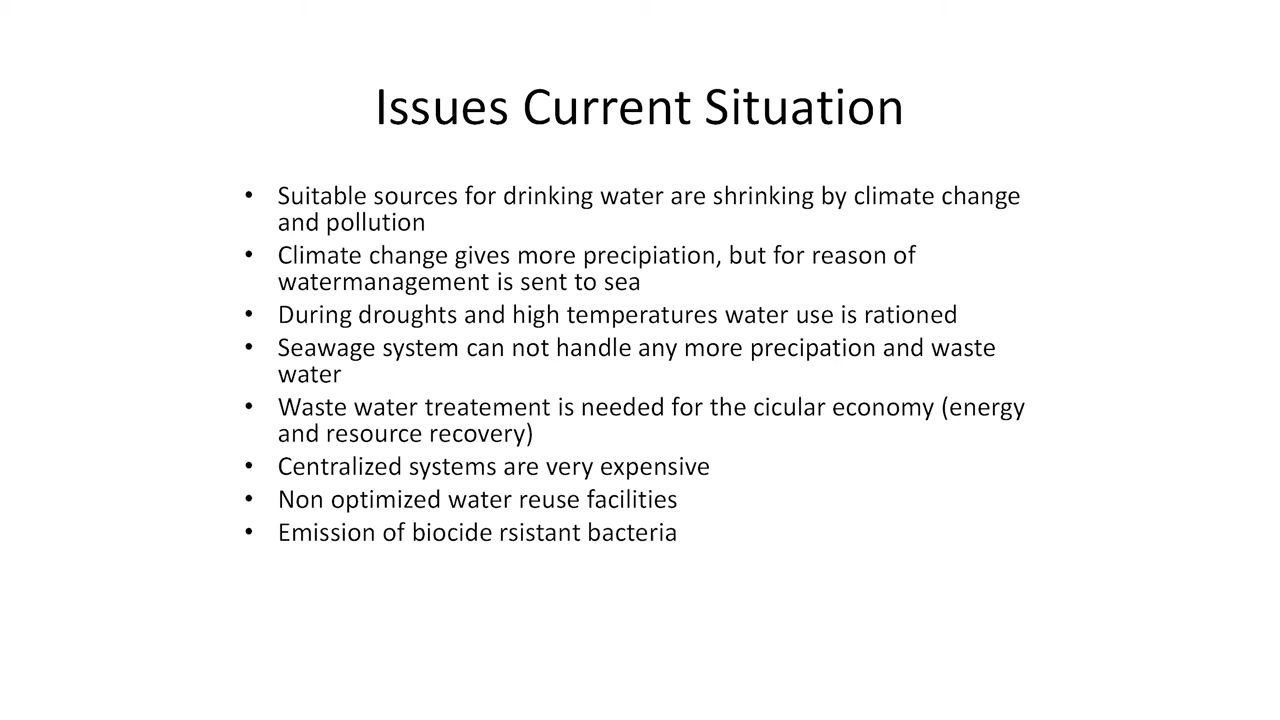 Issues Current Situation
• Suitable sources for drinking water are shrinking by climate change
and pollution
• Climate change gives more precipiation, but for reason of
watermanagement is sent to sea
• During droughts and high temperatures water use is rationed
• Seawage system can not handle any more precipation and waste
water
• Waste water treatement is needed for the cicular economy (energy
and resource recovery)
• Centralized systems are very expensive
• Non optimized water reuse facilities
• Emission of biocide rsistant bacteria